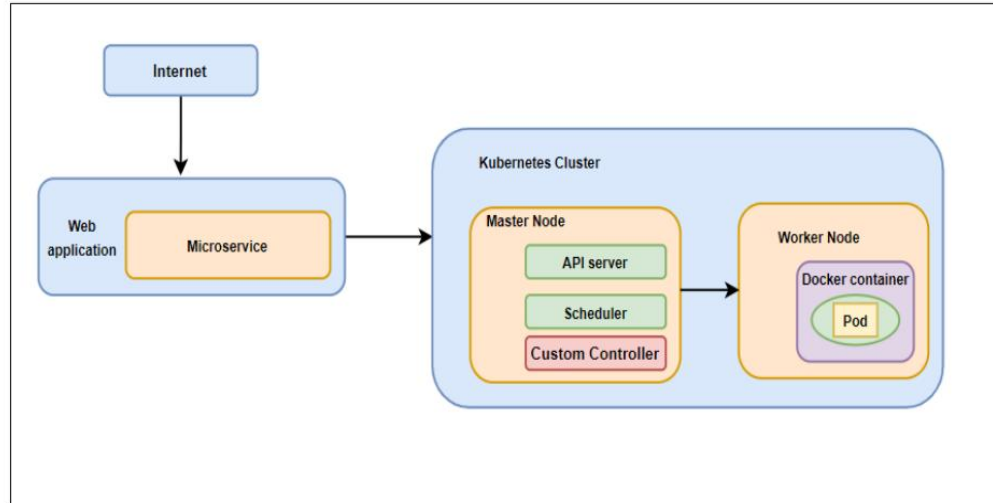 Internet
Web
application
Microservice
Kubernetes Cluster
Master Node
API server
Scheduler
Custom Controller
Worker Node
Docker container
Pod